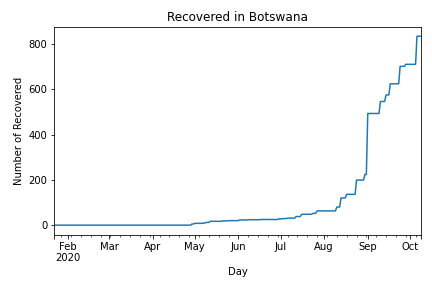 Recovered in Botswana
Number of Recovered
800
600
400
200
0
Feb Mar Apr May Jun Jul Aug Sep Oct
2020
Day